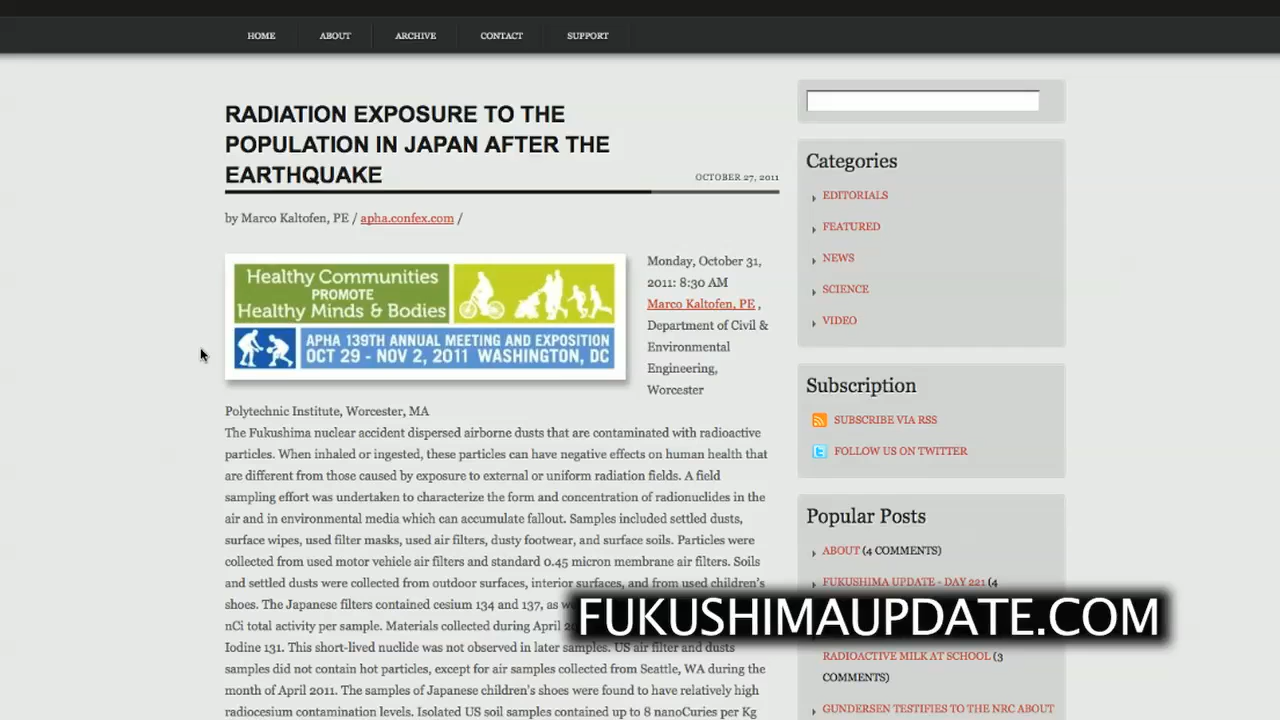 HOME
ABOUT
ARCHIVE
CONTACT
SUPPORT
RADIATION EXPOSURE TO THE
POPULATION IN JAPAN AFTER THE
EARTHQUAKE
OCTOBER 27, 2011
by Marco Kaltofen, PE / apha.confex.com /
Healthy Communities
PROMOTE
Healthy Minds & Bodies
APHA 139TH ANNUAL MEETING AND EXPOSITION
OCT 29 - NOV 2, 2011 WASHINGTON, DC
Monday, October 31,
2011: 8:30 AM
Marco Kaltofen, PE ,
Department of Civil &
Environmental
Engineering,
Worcester
Polytechnic Institute, Worcester, MA
The Fukushima nuclear accident dispersed airborne dusts that are contaminated with radioactive
particles. When inhaled or ingested, these particles can have negative effects on human health that
are different from those caused by exposure to external or uniform radiation fields. A field
sampling effort was undertaken to characterize the form and concentration of radionuclides in the
air and in environmental media which can accumulate fallout. Samples included settled dusts,
surface wipes, used filter masks, used air filters, dusty footwear, and surface soils. Particles were
collected from used motor vehicle air filters and standard 0.45 micron membrane air filters. Soils
and settled dusts were collected from outdoor surfaces, interior surfaces, and from used children's
shoes. The Japanese filters contained cesium 134 and 137, as
nCi total activity per sample. Materials collected during April
Iodine 131. This short-lived nuclide was not observed in later samples. US air filter and dusts
samples did not contain hot particles, except for air samples collected from Seattle, WA during the
month of April 2011. The samples of Japanese children's shoes were found to have relatively high
radiocesium contamination levels. Isolated US soil samples contained up to 8 nanoCuries per Kg
Categories
EDITORIALS
FEATURED
NEWS
SCIENCE
VIDEO
Subscription
SUBSCRIBE VIA RSS
FOLLOW US ON TWITTER
Popular Posts
ABOUT (4 COMMENTS)
FUKUSHIMA UPDATE - DAY 221 (4
RADIOACTIVE MILK AT SCHOOL (3
COMMENTS)
GUNDERSEN TESTIFIES TO THE NRC ABOUT
FUKUSHIMAUPDATE.COM